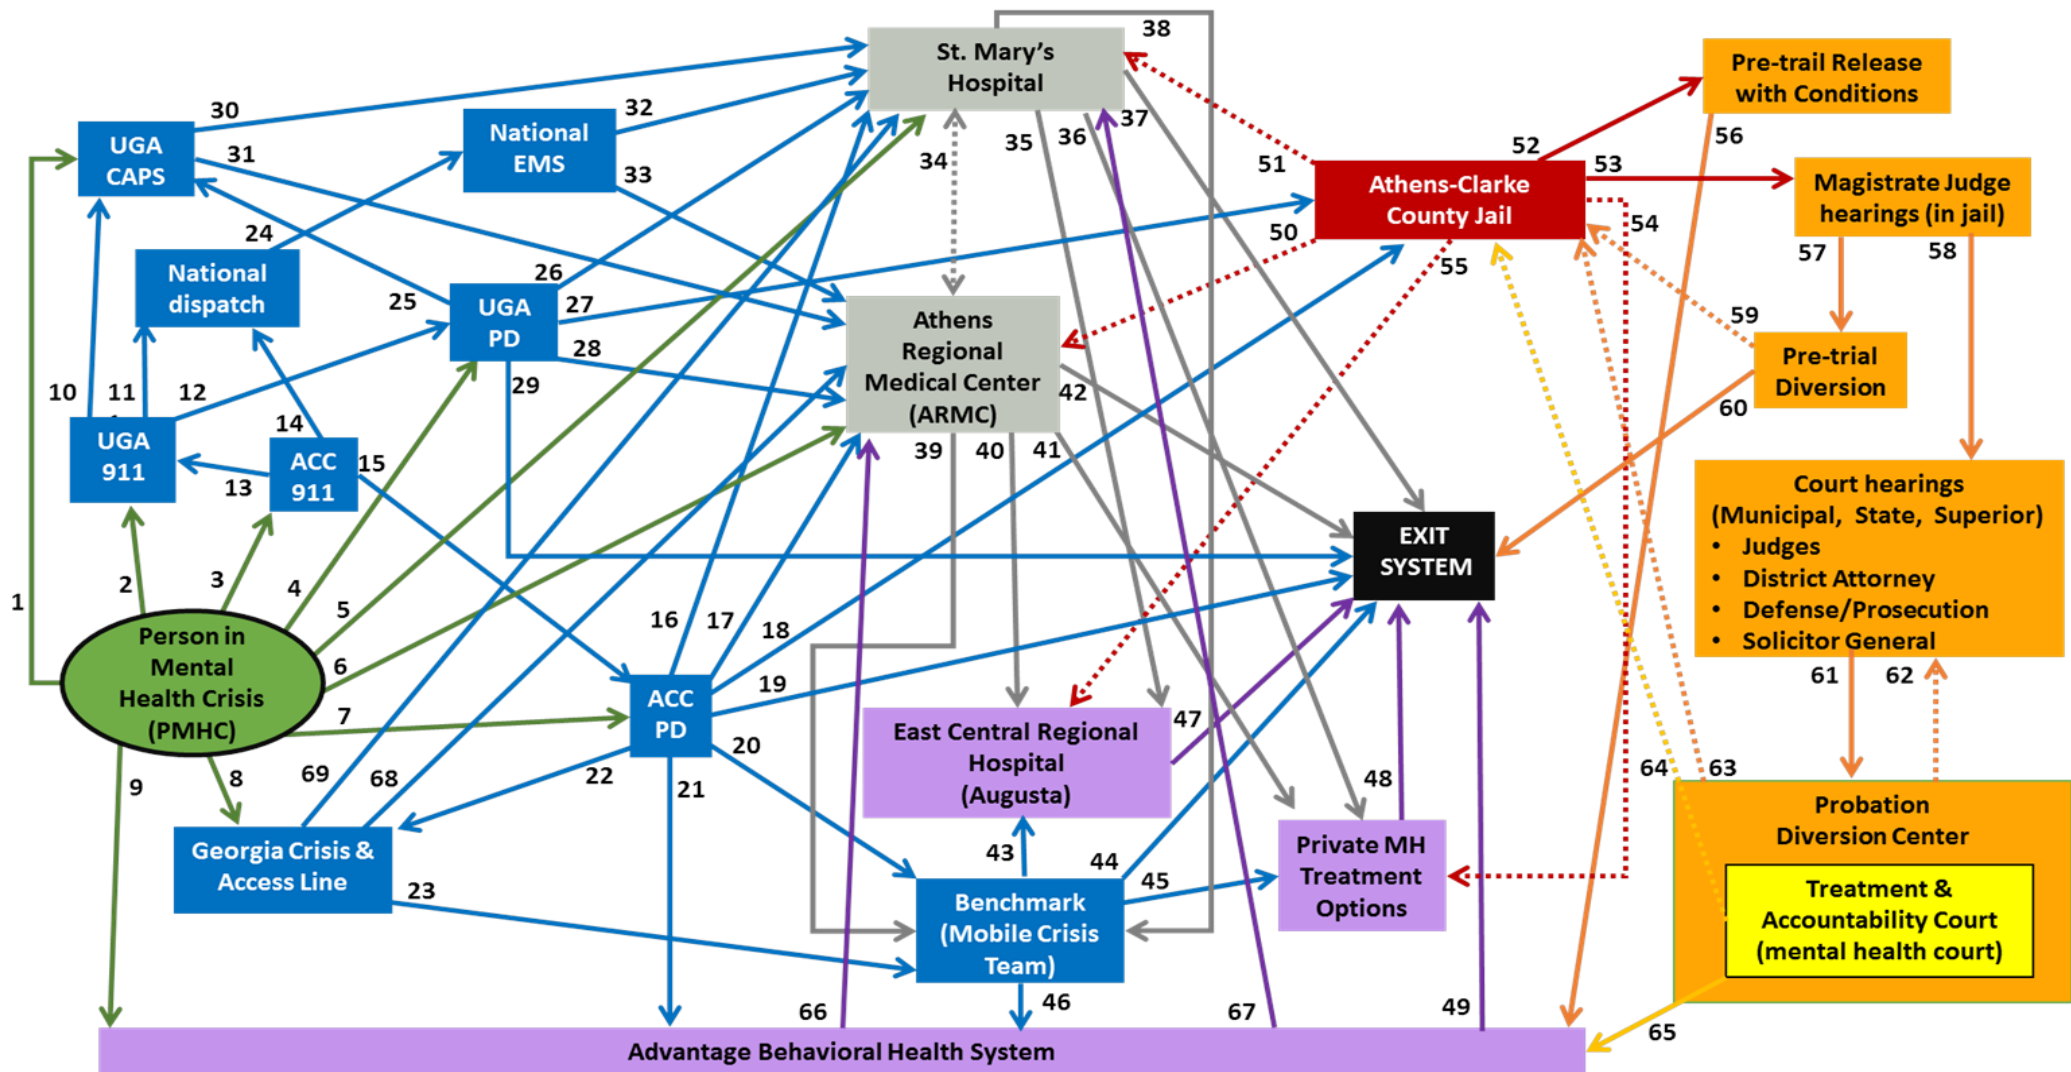 St. Mary's
Hospital
38
Pre-trail Release
with Conditions
30
32
National
EMS
37
35
36
UGA
CAPS
31
33
34
51
52
53
56
Athens-Clarke
County Jail
Magistrate Judge
hearings (in jail)
24
50
54
55
57
58
National
dispatch
25
26
27
UGA
PD
28
29
Athens
Regional
Medical Center
(ARMC)
42
59
Pre-trial
Diversion
60
10
11
12
14
UGA
911
ACC
911
13
15
39
40
41
Court hearings
(Municipal, State, Superior)
• Judges
• District Attorney
• Defense/Prosecution
• Solicitor General
EXIT
SYSTEM
1
2
3
4
5
6
7
Person in
Mental
Health Crisis
(PMHC)
16
17
18
19
ACC
PD
20
21
22
61
62
East Central Regional
Hospital
(Augusta)
47
48
9
8
69
68
64
63
Georgia Crisis &
Access Line
23
43
44
45
Private MH
Treatment
Options
Probation
Diversion Center
Treatment &
Accountability Court
(mental health court)
Benchmark
(Mobile Crisis
Team)
66
46
67
49
65
Advantage Behavioral Health System